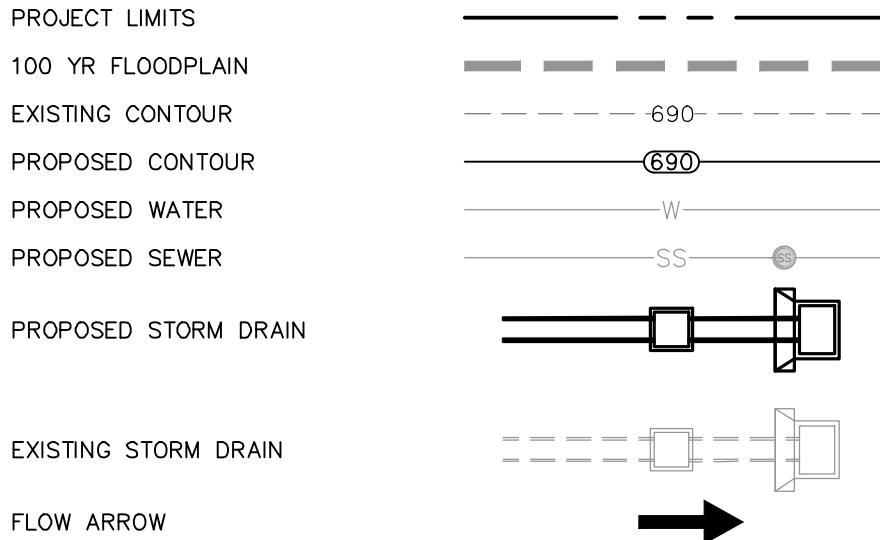 PROJECT LIMITS
100 YR FLOODPLAIN
EXISTING CONTOUR 690
PROPOSED CONTOUR 690
PROPOSED WATER W
PROPOSED SEWER SS SS
PROPOSED STORM DRAIN
EXISTING STORM DRAIN
FLOW ARROW